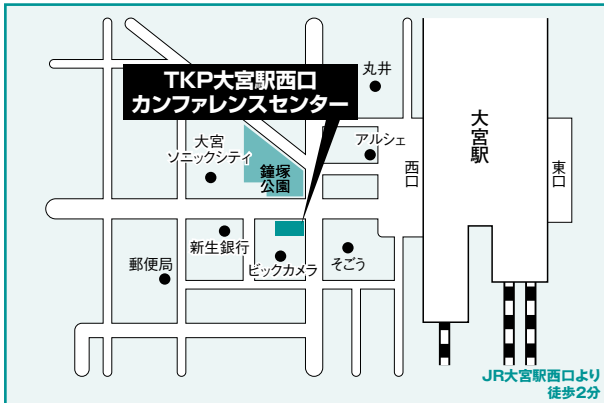 丸井
TKP大宮駅西口
カンファレンスセンター
大宮
ソニックシティ
アルシェ
大宮駅
鐘塚
公園
西口
東口
新生銀行
ビックカメラ
そごう
郵便局
JR大宮駅西口より
徒歩2分